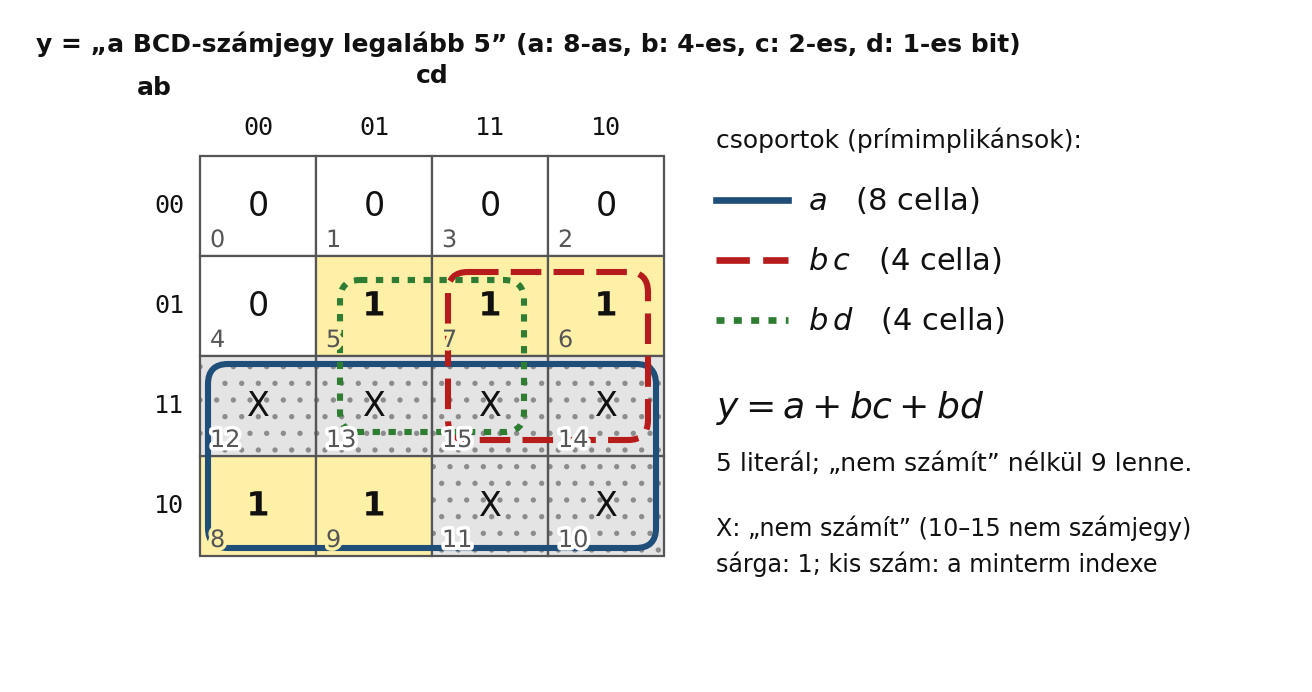 y = „a BCD-számjegy legalább 5” (a: 8-as, b: 4-es, c: 2-es, d: 1-es bit)
cd
ab
00 01 11 10
00 0 0 0 0
0 1 3 2
01 0 1 1 1
4 5 7 6
11 X X X X
12 13 15 14
10 1 1 X X
8 9 11 10
csoportok (prímimplikánsok):
a (8 cella)
b c (4 cella)
b d (4 cella)
y = a + bc + bd
5 literál; „nem számít” nélkül 9 lenne.
X: „nem számít” (10–15 nem számjegy)
sárga: 1; kis szám: a minterm indexe